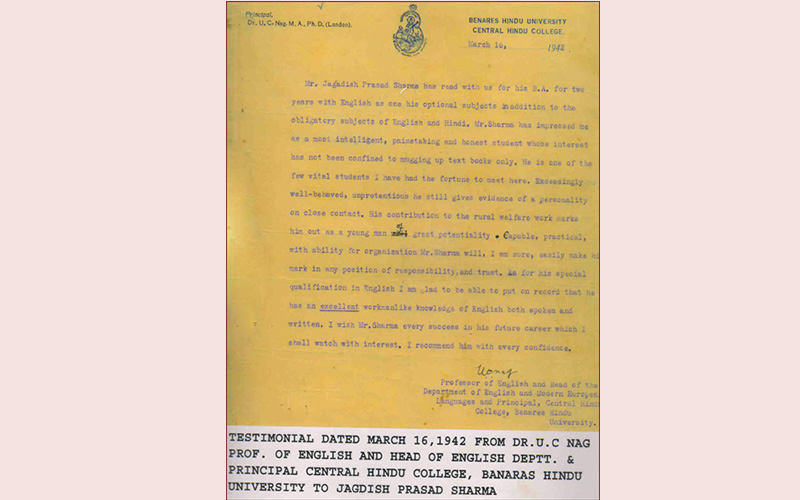 Principal,
Dr. U. C. Nag. M. A., Ph. D. (London).
BENARES HINDU UNIVERSITY
CENTRAL HINDU COLLEGE.
March 16, 1942
Mr. Jagadish Prasad Sharma has read with us for his B.A. for two
years with English as one his optional subjects in addition to the
obligatory subjects of English and Hindi. Mr.Sharma has impressed me
as a most intelligent, painstaking and honest student whose interest
has not been confined to mugging up text books only. He is one of the
few vital students I have had the fortune to meet here. Exceedingly
well-behaved, unpretentious he still gives evidence of a personality
on close contact. His contribution to the rural welfare work marks
him out as a young man of great potentiality. Capable, practical,
with ability for organisation Mr.Sharma will, I am sure, easily make hi
mark in any position of responsibility,and trust. As for his special
qualification in English I am glad to be able to put on record that he
has an excellent workmanlike knowledge of English both spoken and
written. I wish Mr.Sharma every success in his future career which I
shall watch with interest. I recommend him with every confidence.
Professor of English and Head of the
Department of English and Modern Europea
Languages and Principal, Central Hind
College, Benares Hindu
University.
TESTIMONIAL DATED MARCH 16,1942 FROM DR.U.C NAG
PROF. OF ENGLISH AND HEAD OF ENGLISH DEPTT. &
PRINCIPAL CENTRAL HINDU COLLEGE, BANARAS HINDU
UNIVERSITY TO JAGDISH PRASAD SHARMA